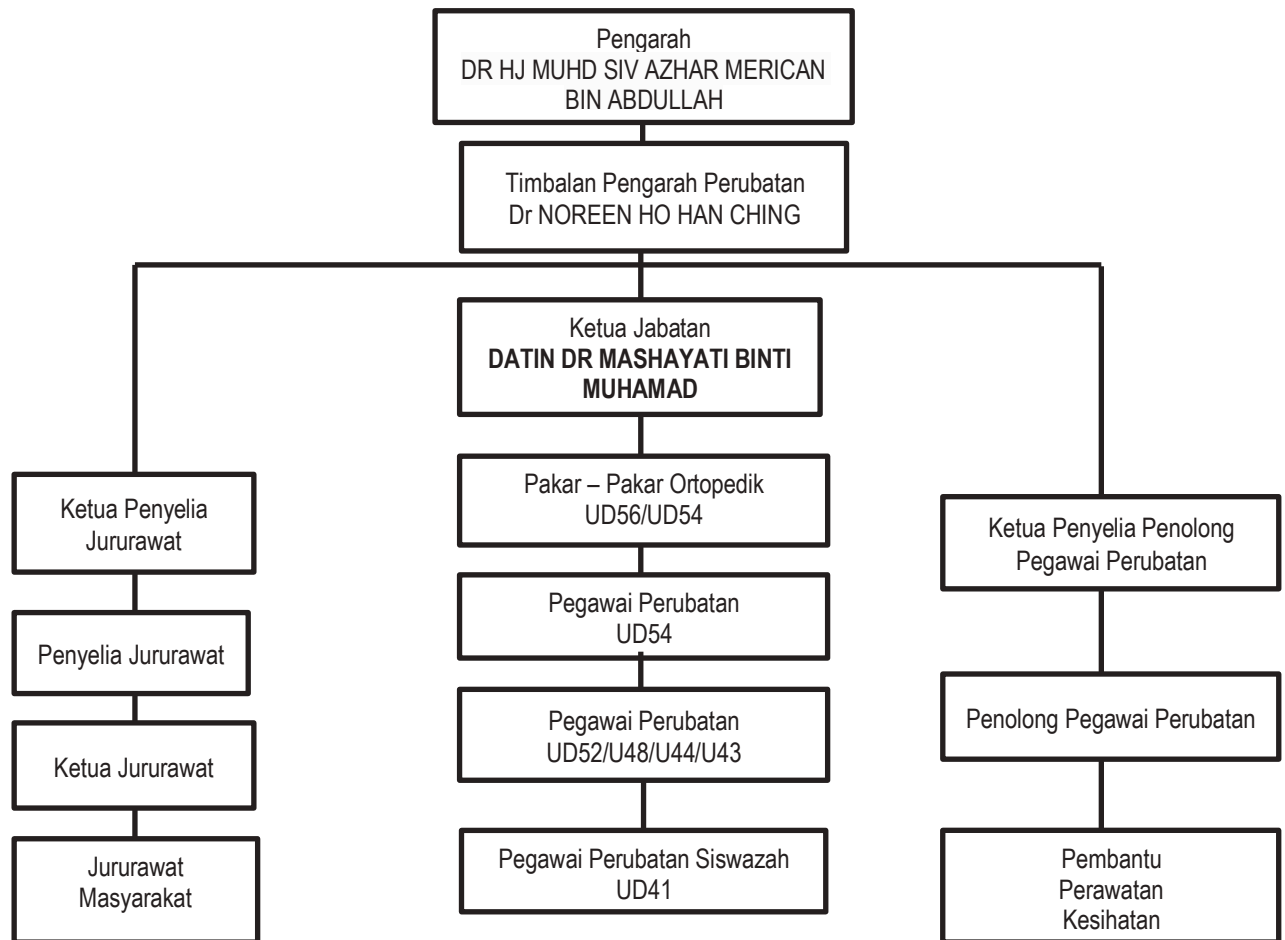 Pengarah
DR HJ MUHD SIV AZHAR MERICAN
BIN ABDULLAH
Timbalan Pengarah Perubatan
Dr NOREEN HO HAN CHING
Ketua Jabatan
DATIN DR MASHAYATI BINTI
MUHAMAD
Ketua Penyelia
Jururawat
Penyelia Jururawat
Ketua Jururawat
Jururawat
Masyarakat
Pakar – Pakar Ortopedik
UD56/UD54
Pegawai Perubatan
UD54
Pegawai Perubatan
UD52/U48/U44/U43
Pegawai Perubatan Siswazah
UD41
Ketua Penyelia Penolong
Pegawai Perubatan
Penolong Pegawai Perubatan
Pembantu
Perawatan
Kesihatan